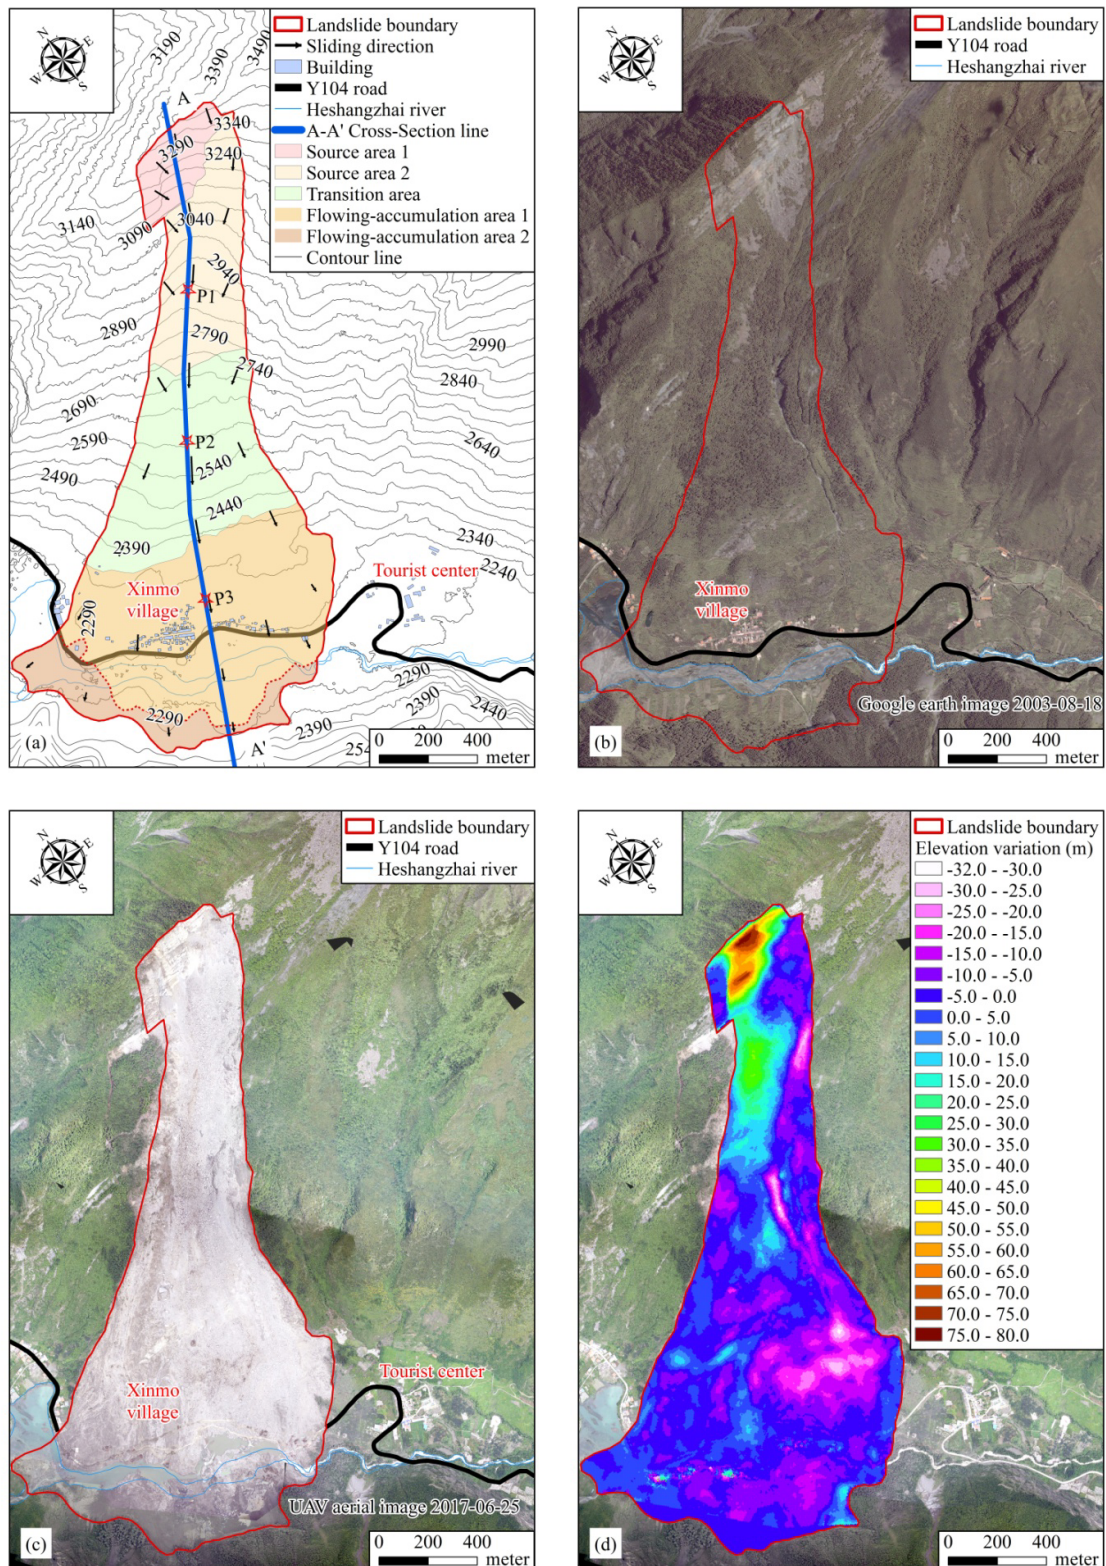 N
E
S
W
Landslide boundary
Sliding direction
Building
Y104 road
Heshangzhai river
A-A' Cross-Section line
Source area 1
Source area 2
Transition area
Flowing-accumulation area 1
Flowing-accumulation area 2
Contour line
3190
3390
3490
A
3340
3290
3240
3140
3090
3040
2940
P1
2890
2790
2990
2740
2840
2690
2590
P2
2640
2540
2490
2440
2390
2340
2240
Tourist center
Xinmo
village
P3
2290
2290
2290
2390
2440
2390
A'
(a)
0 200 400
meter
N
E
S
W
Landslide boundary
Y104 road
Heshangzhai river
Xinmo
village
Google earth image 2003-08-18
(b)
0 200 400
meter
N
E
S
W
Landslide boundary
Y104 road
Heshangzhai river
Tourist center
Xinmo
village
UAV aerial image 2017-06-25
(c)
0 200 400
meter
N
E
S
W
Landslide boundary
Elevation variation (m)
-32.0 - -30.0
-30.0 - -25.0
-25.0 - -20.0
-20.0 - -15.0
-15.0 - -10.0
-10.0 - -5.0
-5.0 - 0.0
0.0 - 5.0
5.0 - 10.0
10.0 - 15.0
15.0 - 20.0
20.0 - 25.0
25.0 - 30.0
30.0 - 35.0
35.0 - 40.0
40.0 - 45.0
45.0 - 50.0
50.0 - 55.0
55.0 - 60.0
60.0 - 65.0
65.0 - 70.0
70.0 - 75.0
75.0 - 80.0
(d)
0 200 400
meter